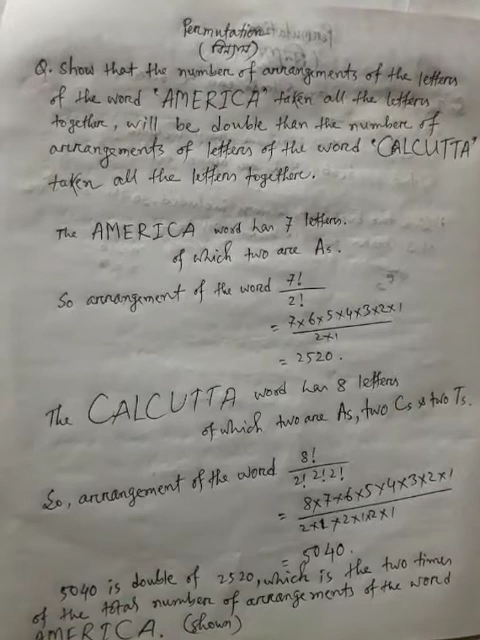 Permutation
(বিন্যাস)
Q. Show that the number of arrangements of the letters
of the word "AMERICA" taken all the letters
together, will be double than the number of
arrangements of letters of the word "CALCUTTA"
taken all the letters together.
The AMERICA word has 7 letters.
of which two are As.
So arrangement of the word 7!/2!
= 7×6×5×4×3×2×1/2×1
= 2520.
The CALCUTTA word has 8 letters
of which two are As, two Cs & two Ts.
So, arrangement of the word 8!/2! 2! 2!
= 8×7×6×5×4×3×2×1/2×1×2×1×2×1
= 5040.
5040 is double of 2520, which is the two times
of the total number of arrangements of the word
AMERICA. (shown)